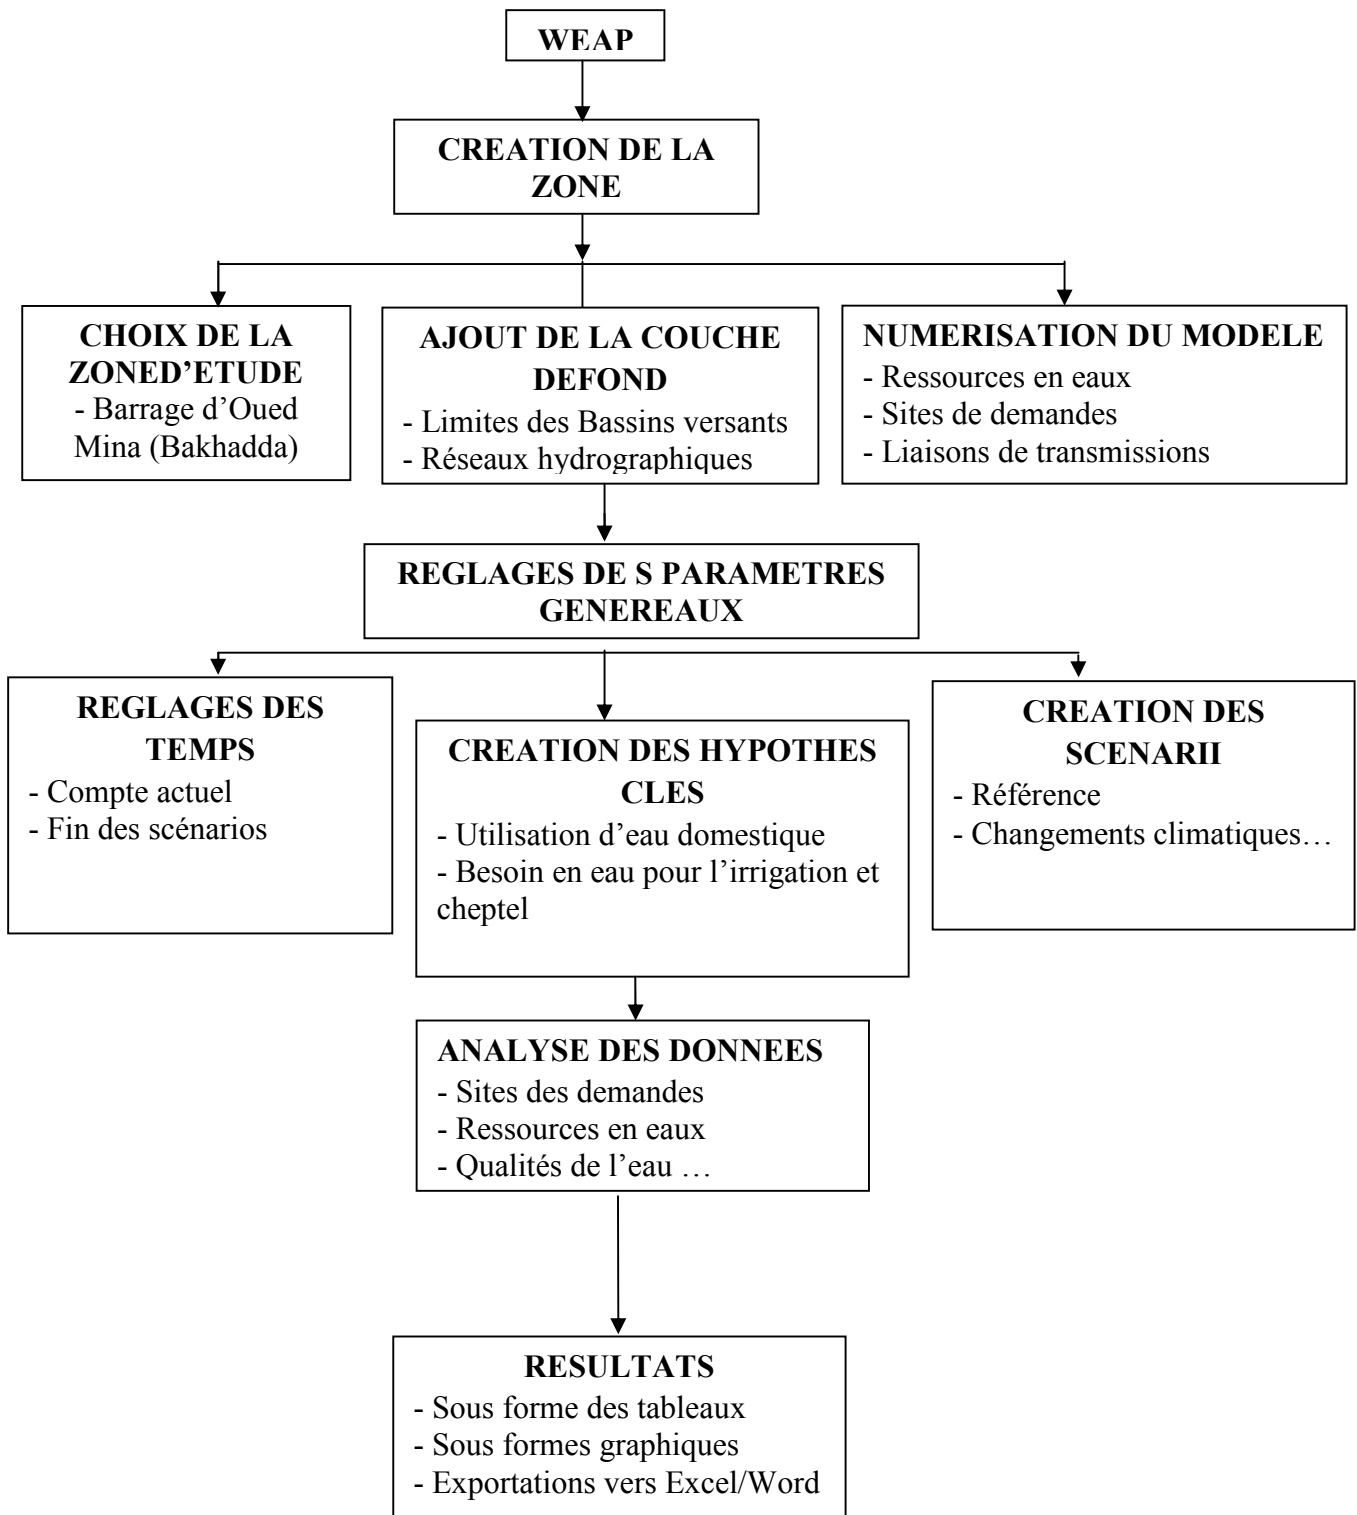 WEAP
CREATION DE LA
ZONE
CHOIX DE LA
ZONED’ETUDE
- Barrage d’Oued
Mina (Bakhadda)
AJOUT DE LA COUCHE
DEFOND
- Limites des Bassins versants
- Réseaux hydrographiques
NUMERISATION DU MODELE
- Ressources en eaux
- Sites de demandes
- Liaisons de transmissions
REGLAGES DE S PARAMETRES
GENEREAUX
REGLAGES DES
TEMPS
- Compte actuel
- Fin des scénarios
CREATION DES HYPOTHES
CLES
- Utilisation d’eau domestique
- Besoin en eau pour l’irrigation et
cheptel
CREATION DES
SCENARII
- Référence
- Changements climatiques…
ANALYSE DES DONNEES
- Sites des demandes
- Ressources en eaux
- Qualités de l’eau …
RESULTATS
- Sous forme des tableaux
- Sous formes graphiques
- Exportations vers Excel/Word